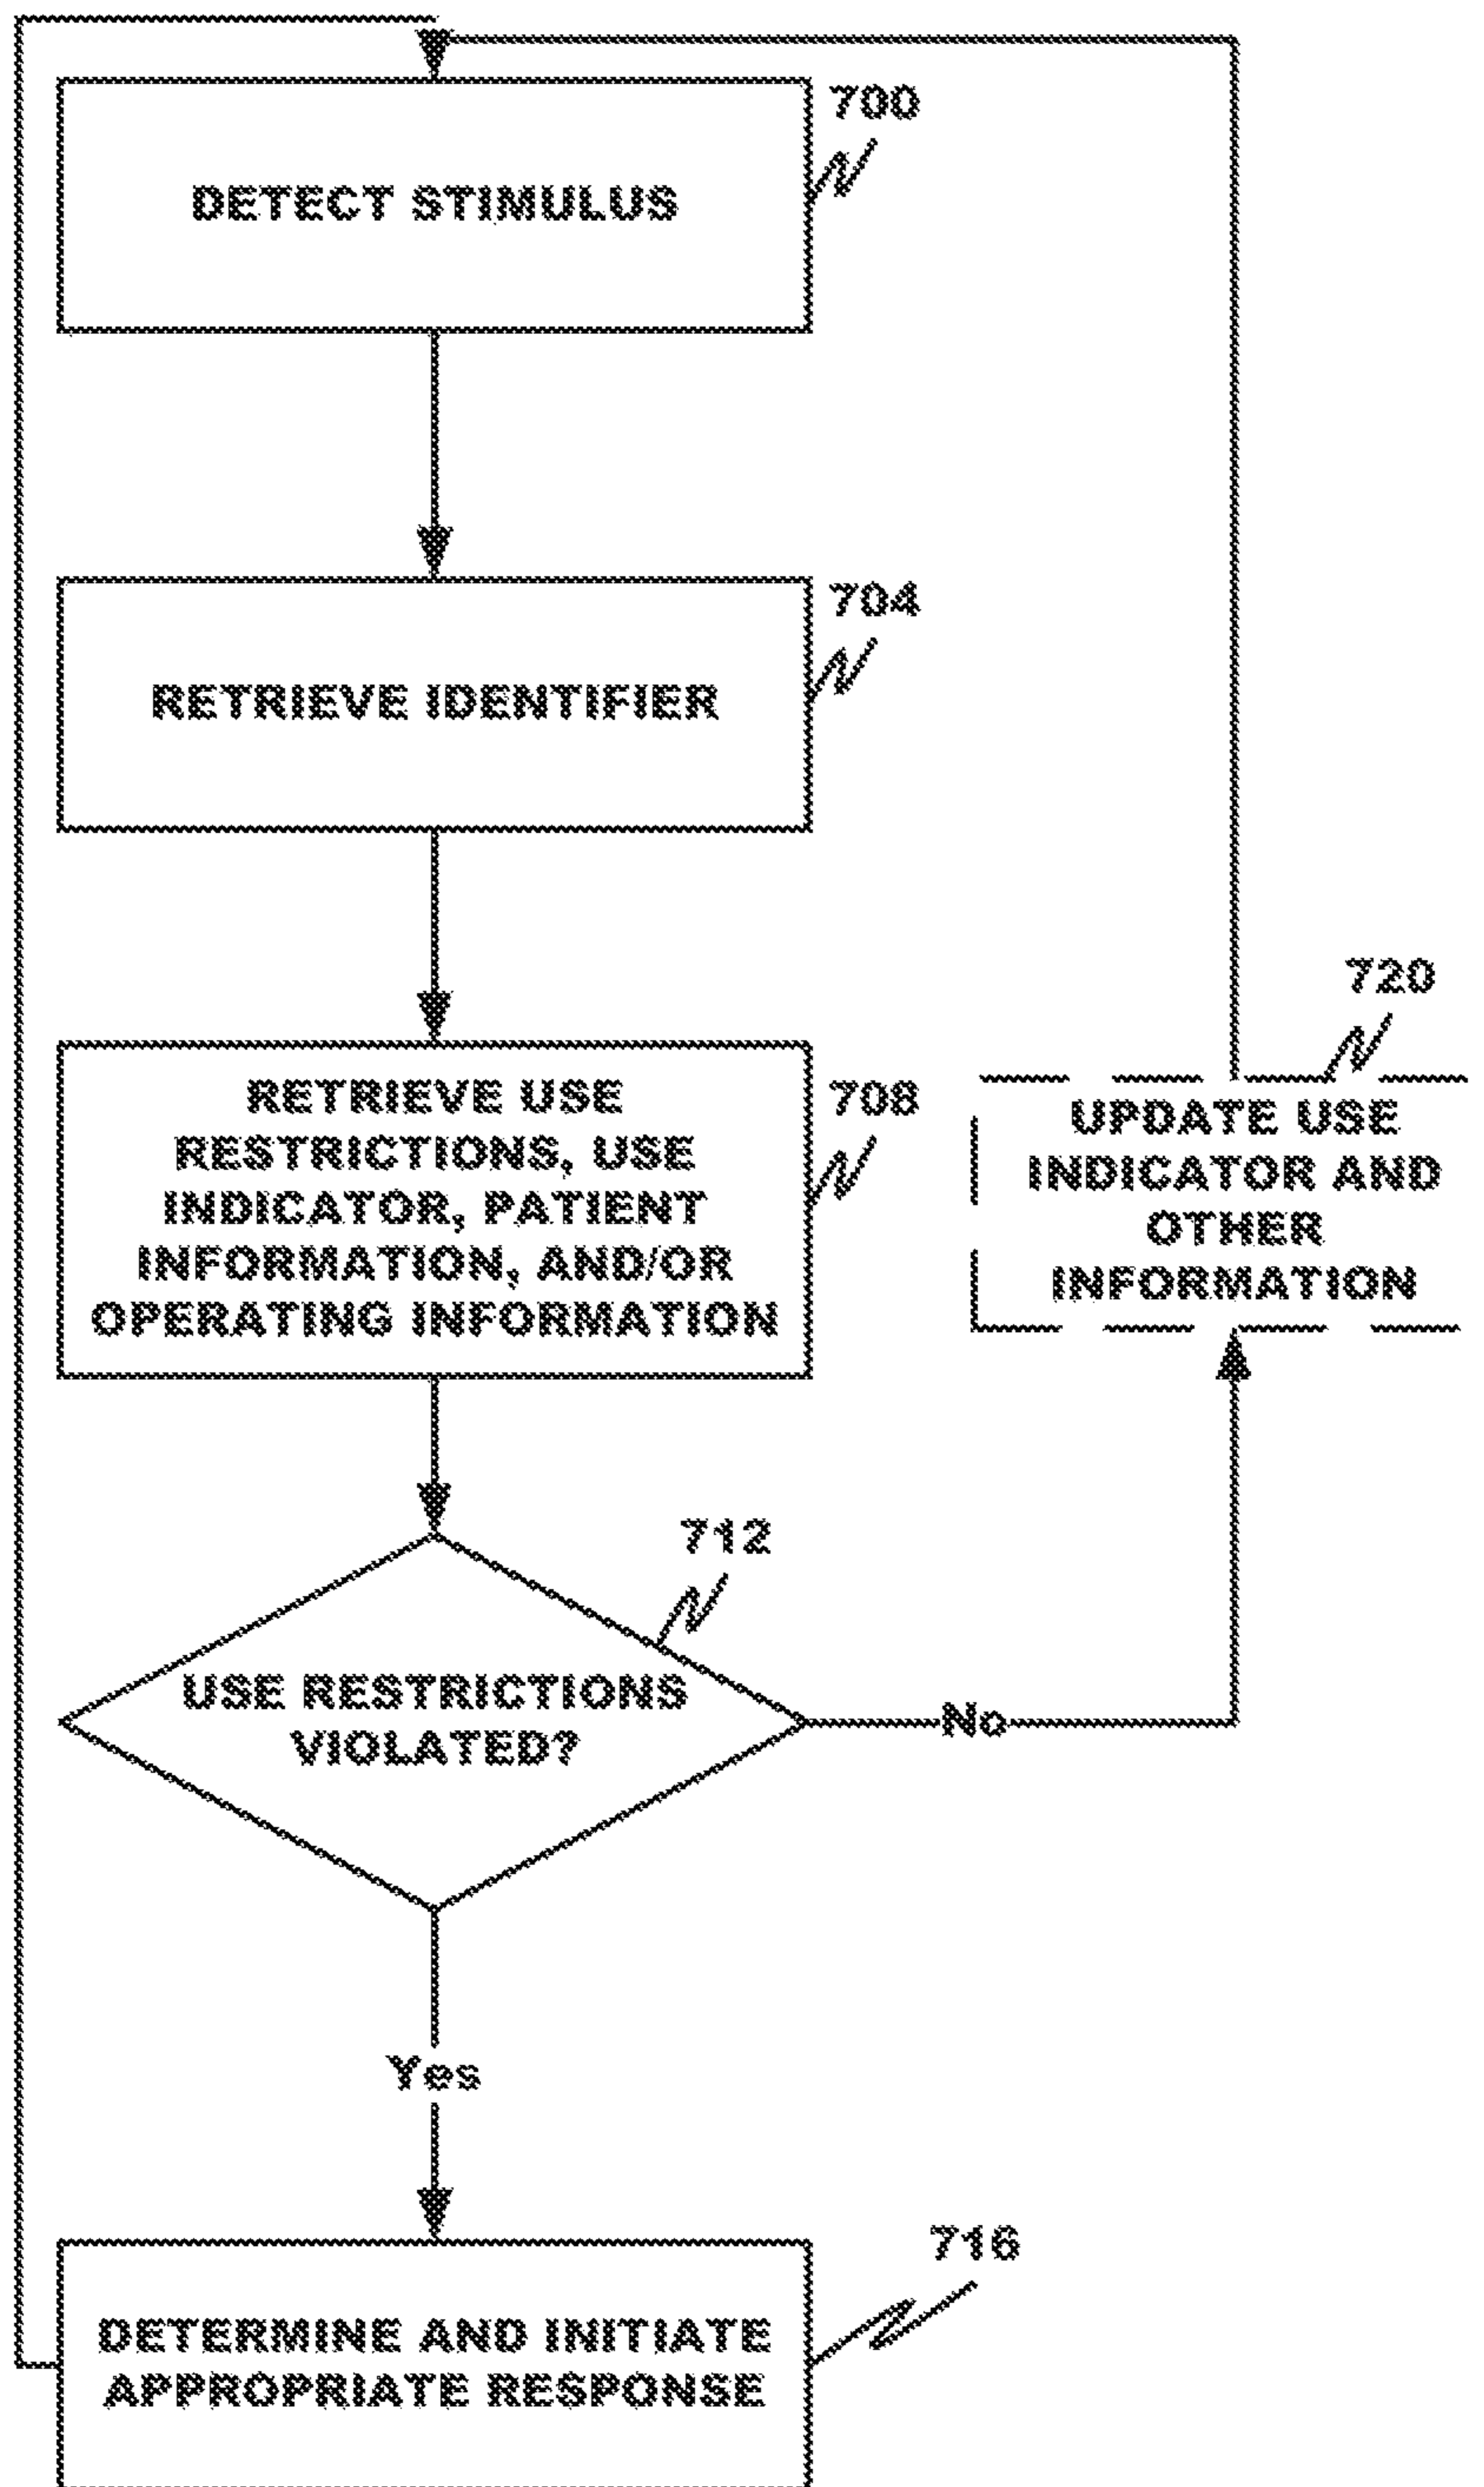 700
DETECT STIMULUS
704
RETRIEVE IDENTIFIER
708
RETRIEVE USE
RESTRICTIONS, USE
INDICATOR, PATIENT
INFORMATION, AND/OR
OPERATING INFORMATION
720
UPDATE USE
INDICATOR AND
OTHER
INFORMATION
712
USE RESTRICTIONS
VIOLATED?
No
Yes
716
DETERMINE AND INITIATE
APPROPRIATE RESPONSE